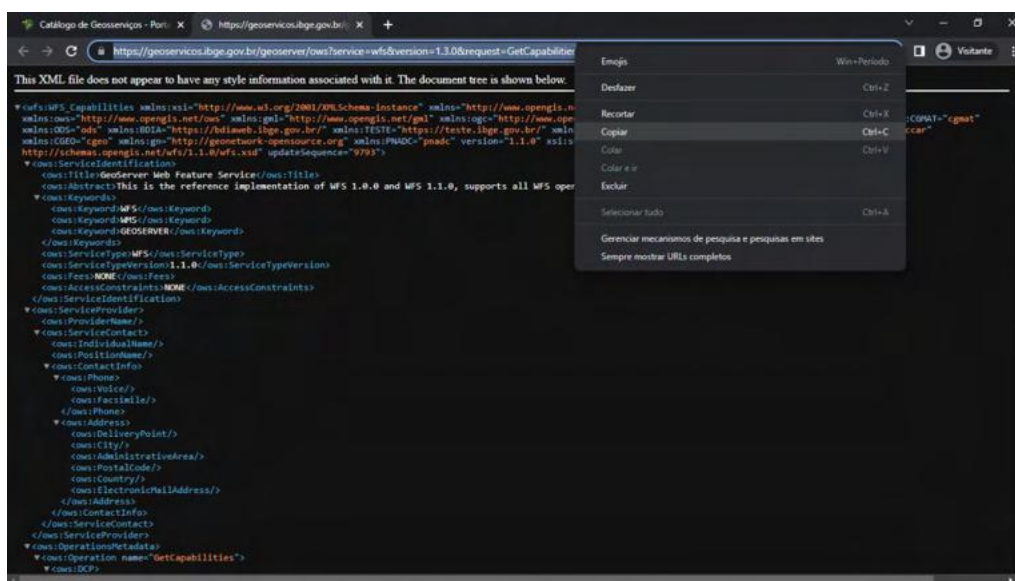 Catálogo de Geosserviços - Port
https://geoservicos.ibge.gov.br/
https://geoservicos.ibge.gov.br/geoserver/ows?service=wfs&version=1.3.0&request=GetCapabilities
Visitante
This XML file does not appear to have any style information associated with it. The document tree is shown below.
Emojis Win+Período
Desfazer Ctrl+Z
Recortar Ctrl+X
Copiar Ctrl+C
Colar Ctrl+V
Colar e ir
Excluir
Selecionar tudo Ctrl+A
Gerenciar mecanismos de pesquisa e pesquisas em sites
Sempre mostrar URLs completos
▼<wfs:WFS_Capabilities xmlns:xsi="http://www.w3.org/2001/XMLSchema-instance" xmlns="http://www.opengis.n
xmlns:ows="http://www.opengis.net/ows" xmlns:gml="http://www.opengis.net/gml" xmlns:ogc="http://www.ope :CGMAT="cgmat"
xmlns:ODS="ods" xmlns:BDIA="https://bdiaweb.ibge.gov.br/" xmlns:TESTE="https://teste.ibge.gov.br/" xmln ccar"
xmlns:CGEO="cgeo" xmlns:gn="http://geonetwork-opensource.org" xmlns:PNADC="pnadc" version="1.1.0" xsi:s
http://schemas.opengis.net/wfs/1.1.0/wfs.xsd" updateSequence="9793">
▼<ows:ServiceIdentification>
<ows:Title>GeoServer Web Feature Service</ows:Title>
<ows:Abstract>This is the reference implementation of WFS 1.0.0 and WFS 1.1.0, supports all WFS oper
▼<ows:Keywords>
<ows:Keyword>WFS</ows:Keyword>
<ows:Keyword>WMS</ows:Keyword>
<ows:Keyword>GEOSERVER</ows:Keyword>
</ows:Keywords>
<ows:ServiceType>WFS</ows:ServiceType>
<ows:ServiceTypeVersion>1.1.0</ows:ServiceTypeVersion>
<ows:Fees>NONE</ows:Fees>
<ows:AccessConstraints>NONE</ows:AccessConstraints>
</ows:ServiceIdentification>
▼<ows:ServiceProvider>
<ows:ProviderName/>
▼<ows:ServiceContact>
<ows:IndividualName/>
<ows:PositionName/>
▼<ows:ContactInfo>
▼<ows:Phone>
<ows:Voice/>
<ows:Facsimile/>
</ows:Phone>
▼<ows:Address>
<ows:DeliveryPoint/>
<ows:City/>
<ows:AdministrativeArea/>
<ows:PostalCode/>
<ows:Country/>
<ows:ElectronicMailAddress/>
</ows:Address>
</ows:ContactInfo>
</ows:ServiceContact>
</ows:ServiceProvider>
▼<ows:OperationsMetadata>
▼<ows:Operation name="GetCapabilities">
▼<ows:DCP>